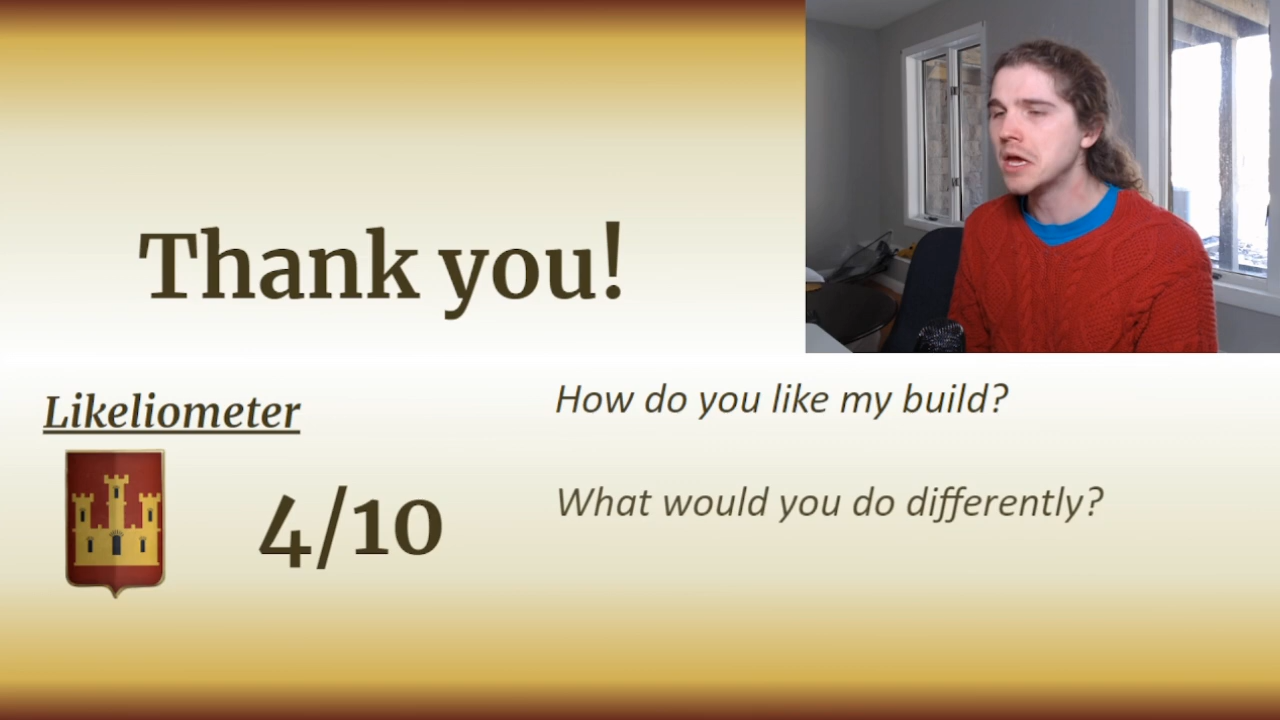 Thank you!
Likeliometer
4/10
How do you like my build?
What would you do differently?